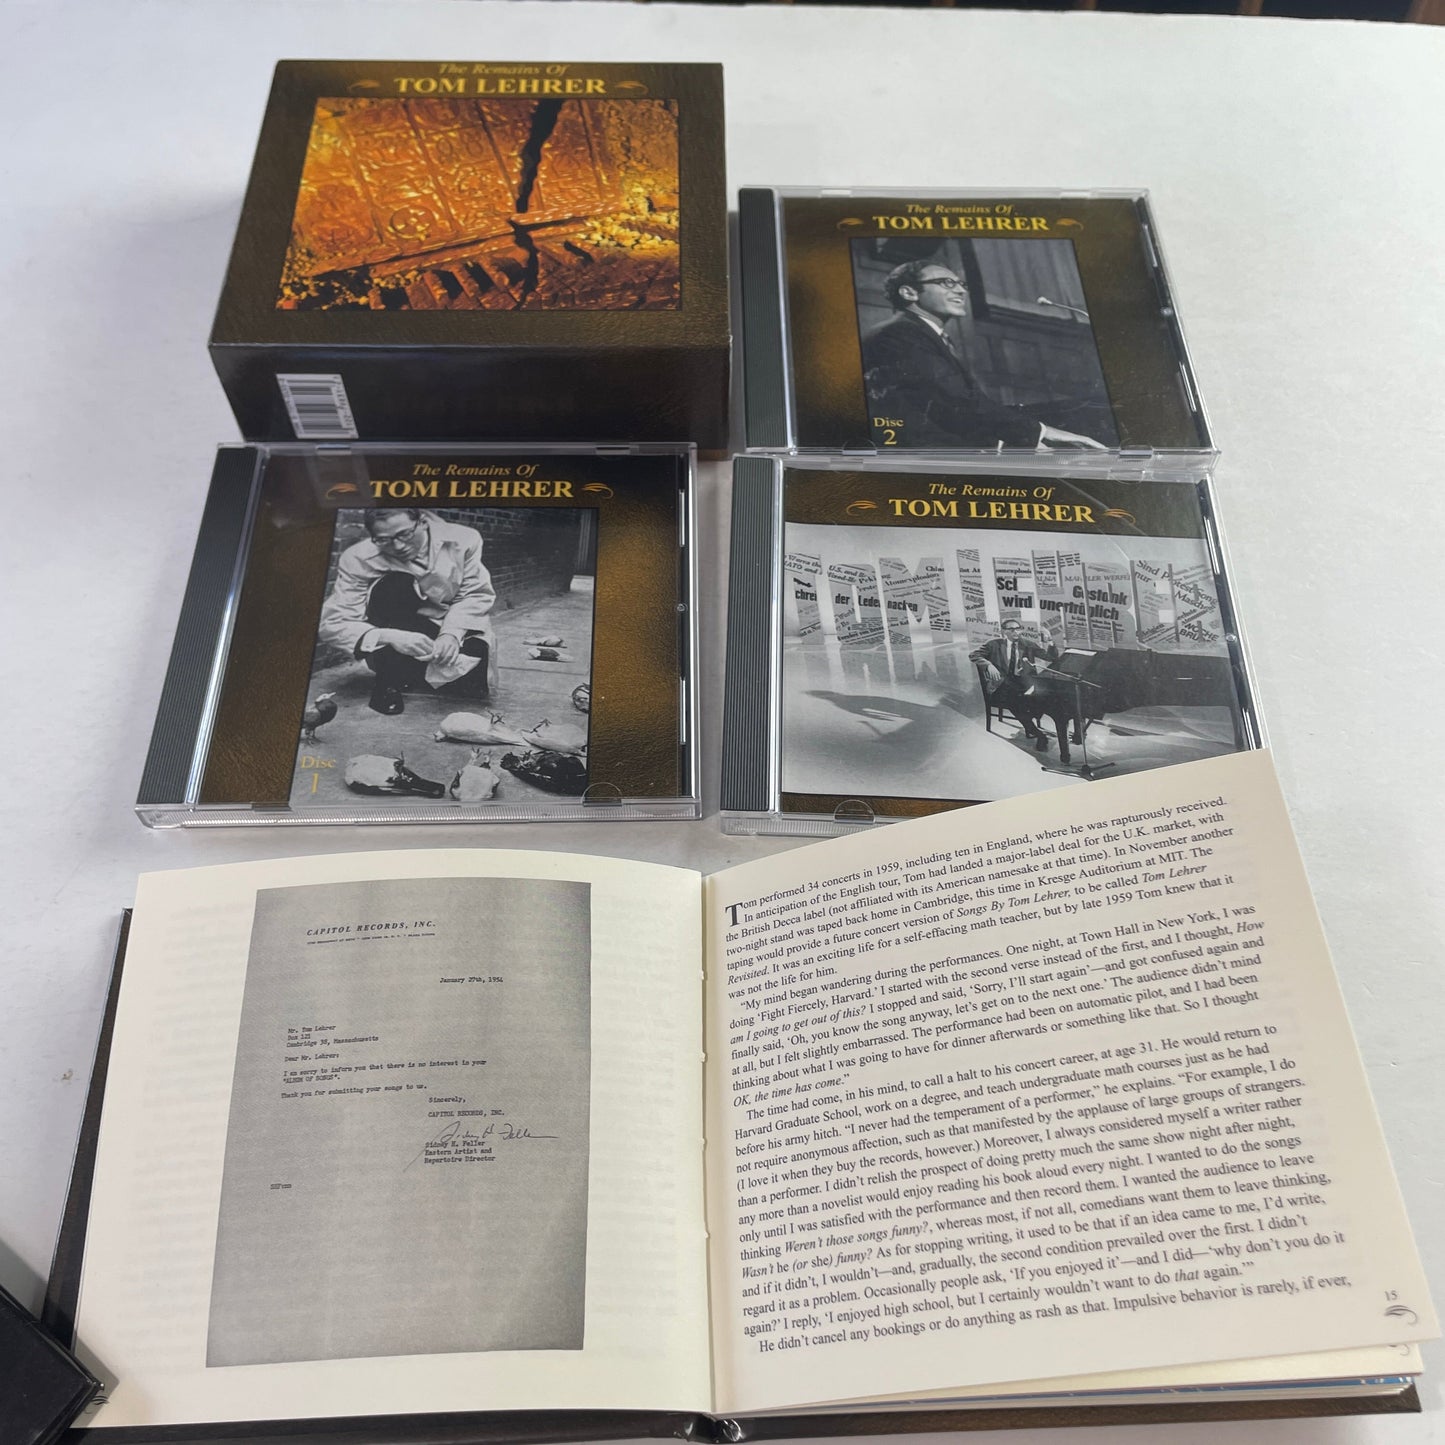 The Remains Of
TOM LEHRER
The Remains Of
TOM LEHRER
Disc
2
The Remains Of
TOM LEHRER
Disc
1
The Remains Of
TOM LEHRER
U.S. and
Atomexplosion
Schrei
der
Leder
nacken
Scl
wird
Gestank
unerträglich
CAPITOL RECORDS, INC.
January 27th, 1954
Mr. Tom Lehrer
Box 121
Cambridge 38, Massachusetts
Dear Mr. Lehrer:
I am sorry to inform you that there is no interest in your
"ALBUM OF SONGS".
Thank you for submitting your songs to us.
Sincerely,
CAPITOL RECORDS, INC.
Sidney H. Feller
Sidney H. Feller
Eastern Artist and
Repertoire Director
Tom performed 34 concerts in 1959, including ten in England, where he was rapturously received.
In anticipation of the English tour, Tom had landed a major-label deal for the U.K. market, with
the British Decca label (not affiliated with its American namesake at that time). In November another
two-night stand was taped back home in Cambridge, this time in Kresge Auditorium at MIT. The
taping would provide a future concert version of Songs By Tom Lehrer, to be called Tom Lehrer
Revisited. It was an exciting life for a self-effacing math teacher, but by late 1959 Tom knew that it
was not the life for him.
“My mind began wandering during the performances. One night, at Town Hall in New York, I was
doing ‘Fight Fiercely, Harvard.’ I started with the second verse instead of the first, and I thought, How
am I going to get out of this? I stopped and said, ‘Sorry, I’ll start again’—and got confused again and
finally said, ‘Oh, you know the song anyway, let’s get on to the next one.’ The audience didn’t mind
at all, but I felt slightly embarrassed. The performance had been on automatic pilot, and I had been
thinking about what I was going to have for dinner afterwards or something like that. So I thought
OK, the time has come.”
The time had come, in his mind, to call a halt to his concert career, at age 31. He would return to
Harvard Graduate School, work on a degree, and teach undergraduate math courses just as he had
before his army hitch. “I never had the temperament of a performer,” he explains. “For example, I do
not require anonymous affection, such as that manifested by the applause of large groups of strangers.
(I love it when they buy the records, however.) Moreover, I always considered myself a writer rather
than a performer. I didn’t relish the prospect of doing pretty much the same show night after night,
any more than a novelist would enjoy reading his book aloud every night. I wanted to do the songs
only until I was satisfied with the performance and then record them. I wanted the audience to leave
thinking Weren’t those songs funny?, whereas most, if not all, comedians want them to leave thinking,
Wasn’t he (or she) funny? As for stopping writing, it used to be that if an idea came to me, I’d write,
and if it didn’t, I wouldn’t—and, gradually, the second condition prevailed over the first. I didn’t
regard it as a problem. Occasionally people ask, ‘If you enjoyed it’—and I did—‘why don’t you do it
again?’ I reply, ‘I enjoyed high school, but I certainly wouldn’t want to do that again.’”
He didn’t cancel any bookings or do anything as rash as that. Impulsive behavior is rarely, if ever,
15